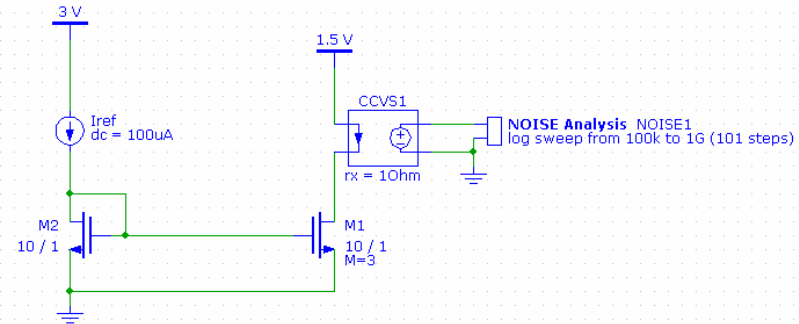 3 V
1.5 V
CCVS1
Iref
dc = 100uA
NOISE Analysis NOISE1
log sweep from 100k to 1G (101 steps)
rx = 1Ohm
M2
10 / 1
M1
10 / 1
M=3